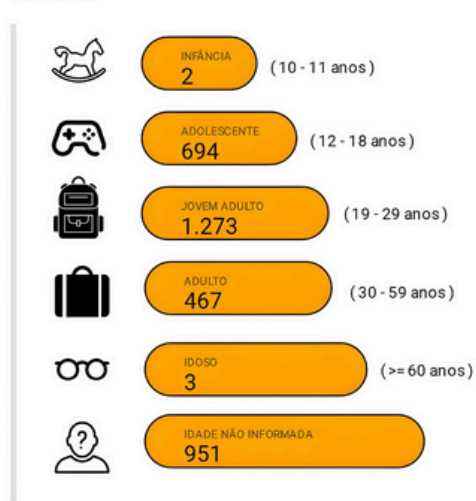 INFÂNCIA
2
(10 - 11 anos)
ADOLESCENTE
694
(12 - 18 anos)
JOVEM ADULTO
1.273
(19 - 29 anos)
ADULTO
467
(30 - 59 anos)
IDOSO
3
(>= 60 anos)
?
IDADE NÃO INFORMADA
951